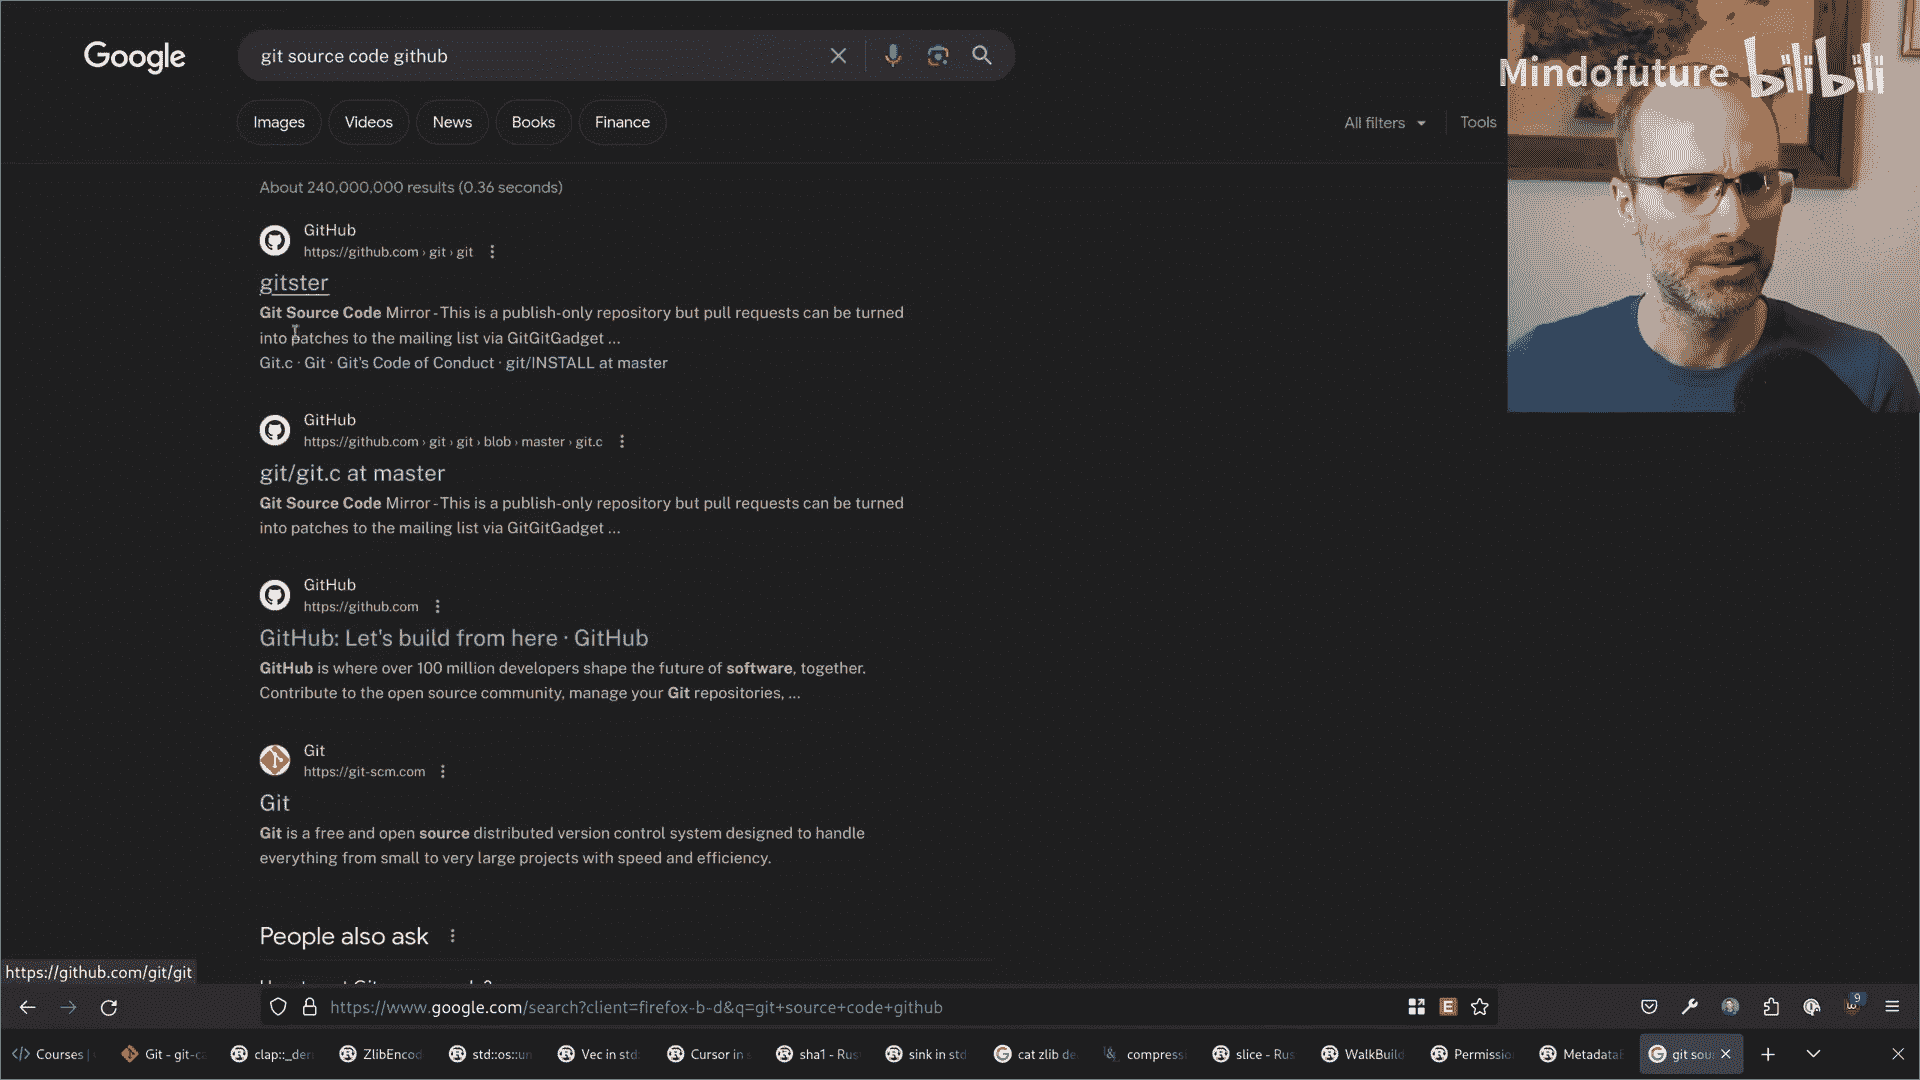 Google
git source code github
Mindofuture bilibili
Images
Videos
News
Books
Finance
All filters
Tools
About 240,000,000 results (0.36 seconds)
GitHub
https://github.com › git › git
gitster
Git Source Code Mirror - This is a publish-only repository but pull requests can be turned
into patches to the mailing list via GitGitGadget ...
Git.c · Git · Git's Code of Conduct · git/INSTALL at master
GitHub
https://github.com › git › git › blob › master › git.c
git/git.c at master
Git Source Code Mirror - This is a publish-only repository but pull requests can be turned
into patches to the mailing list via GitGitGadget ...
GitHub
https://github.com
GitHub: Let's build from here · GitHub
GitHub is where over 100 million developers shape the future of software, together.
Contribute to the open source community, manage your Git repositories, ...
Git
https://git-scm.com
Git
Git is a free and open source distributed version control system designed to handle
everything from small to very large projects with speed and efficiency.
People also ask
https://github.com/git/git
https://www.google.com/search?client=firefox-b-d&q=git+source+code+github
E
9
Courses |
Git - git-ca
clap::_der
ZlibEncod
std::os::un
Vec in std:
Cursor in s
sha1 - Rus
sink in std
cat zlib de
compress
slice - Rus
WalkBuild
Permissio
MetadataE
git sou